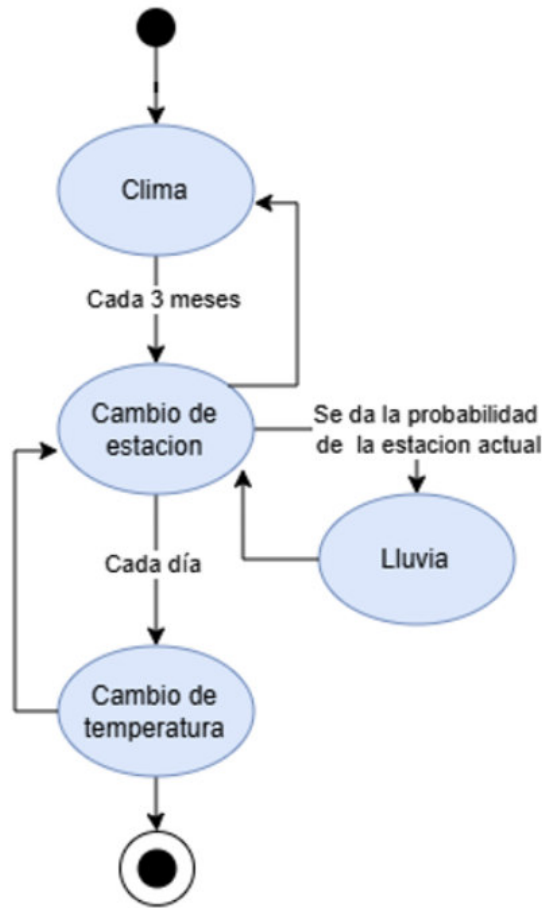 Clima
Cada 3 meses
Cambio de
estacion
Se da la probabilidad
de la estacion actual
Lluvia
Cada día
Cambio de
temperatura